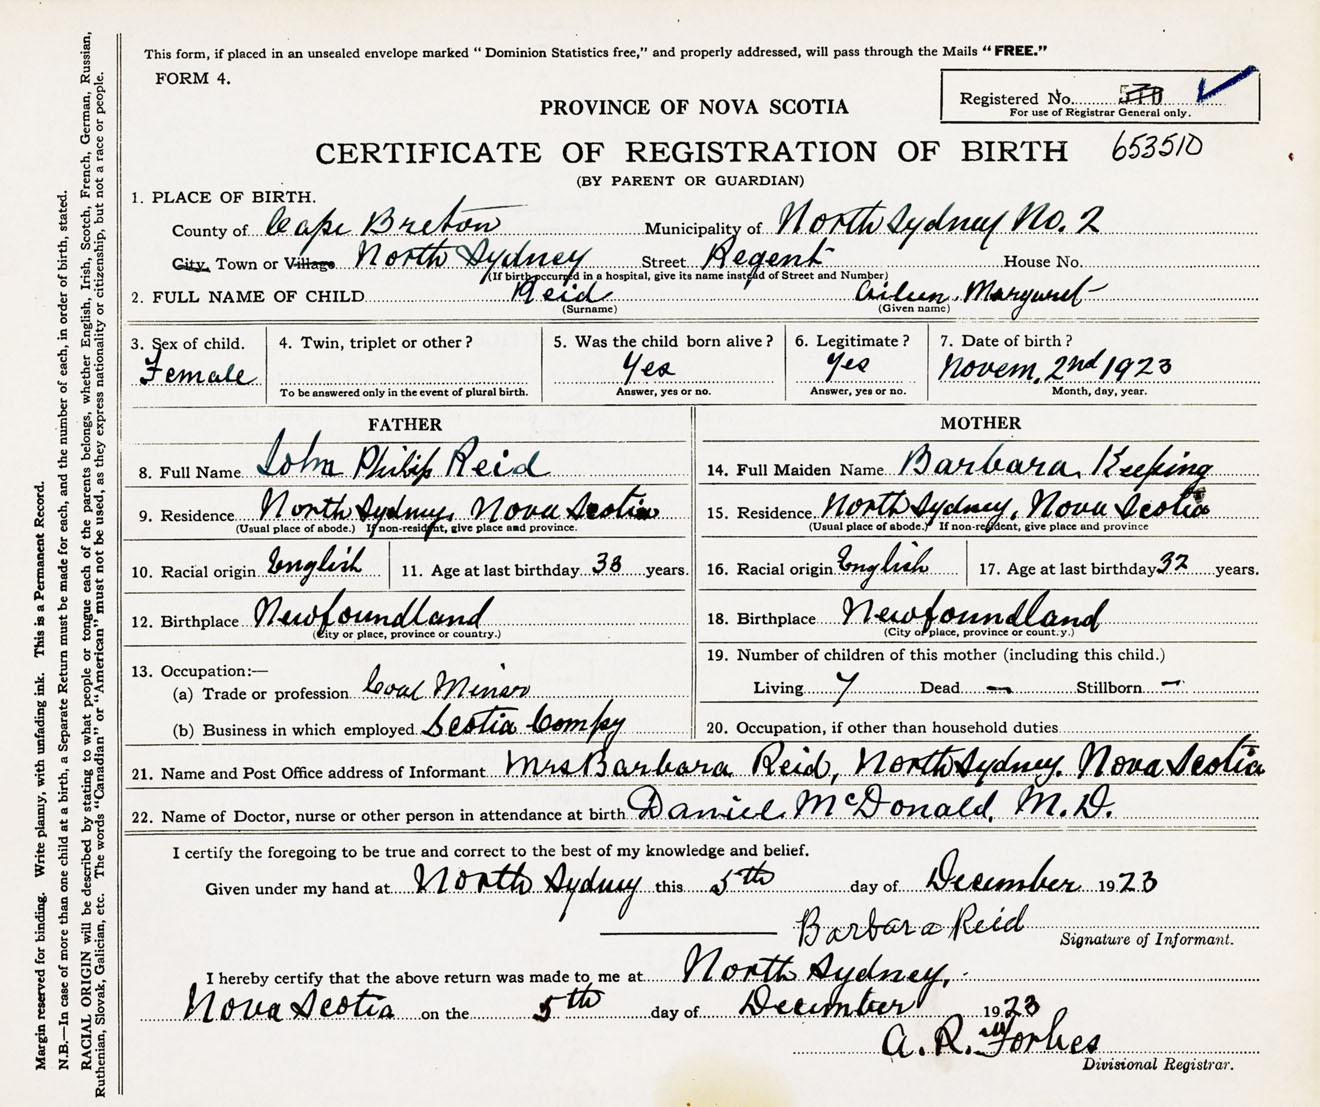 This form, if placed in an unsealed envelope marked "Dominion Statistics free," and properly addressed, will pass through the Mails "FREE."
FORM 4.
Registered No.
For use of Registrar General only.
PROVINCE OF NOVA SCOTIA
CERTIFICATE OF REGISTRATION OF BIRTH 653510
(BY PARENT OR GUARDIAN)
1. PLACE OF BIRTH.
County of Cape Breton Municipality of North Sydney No. 2
City, Town or Village North Sydney Street Regent House No.
(If birth occurred in a hospital, give its name instead of Street and Number)
2. FULL NAME OF CHILD Reid Aileen Margaret
(Surname) (Given name)
3. Sex of child. 4. Twin, triplet or other? 5. Was the child born alive? 6. Legitimate? 7. Date of birth?
Female Yes Yes Novem. 2nd 1923
To be answered only in the event of plural birth. Answer, yes or no. Answer, yes or no. Month, day, year.
FATHER MOTHER
8. Full Name John Philip Reid 14. Full Maiden Name Barbara Keeping
9. Residence North Sydney, Nova Scotia 15. Residence North Sydney, Nova Scotia
(Usual place of abode.) If non-resident, give place and province. (Usual place of abode.) If non-resident, give place and province
10. Racial origin English 11. Age at last birthday 38 years. 16. Racial origin English 17. Age at last birthday 32 years.
12. Birthplace Newfoundland 18. Birthplace Newfoundland
(City or place, province or country.) (City or place, province or count.y.)
13. Occupation:— 19. Number of children of this mother (including this child.)
(a) Trade or profession Coal Miner Living 7 Dead — Stillborn —
(b) Business in which employed Scotia Compy 20. Occupation, if other than household duties
21. Name and Post Office address of Informant Mrs Barbara Reid, North Sydney. Nova Scotia
22. Name of Doctor, nurse or other person in attendance at birth Daniel McDonald, M.D.
I certify the foregoing to be true and correct to the best of my knowledge and belief.
Given under my hand at North Sydney this 5th day of December 1923
Barbara Reid
Signature of Informant.
I hereby certify that the above return was made to me at North Sydney,
Nova Scotia on the 5th day of December 1923
A. R. Forbes
Divisional Registrar.
Margin reserved for binding. Write plainly, with unfading ink. This is a Permanent Record.
N.B.—In case of more than one child at a birth, a Separate Return must be made for each, and the number of each, in order of birth, stated.
RACIAL ORIGIN will be described by stating to what people or tongue each of the parents belongs, whether English, Irish, Scotch, French, German, Russian,
Ruthenian, Slovak, Galician, etc. The words "Canadian" or "American" must not be used, as they express nationality or citizenship, but not a race or people.